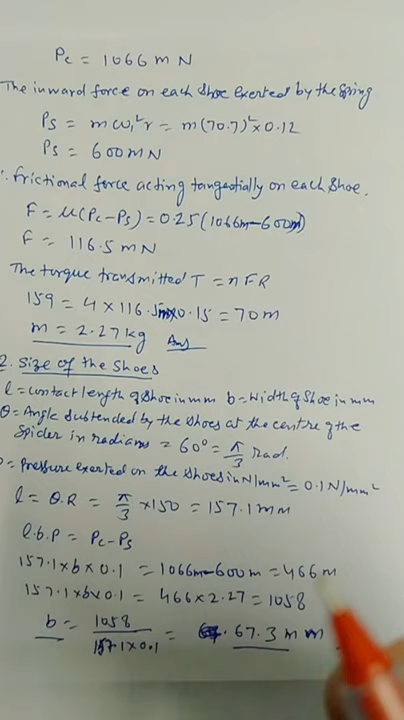 Pc = 1066 m N
The inward force on each shoe exerted by the spring
Ps = mω₁²r = m(70.7)²×0.12
Ps = 600 m N
∴ frictional force acting tangentially on each shoe.
F = μ(Pc-Ps) = 0.25(1066m-600m)
F = 116.5 m N
The torque transmitted T = nFR
159 = 4×116.5m×0.15 = 70m
m = 2.27kg Ans
2. Size of the shoes
l = contact length of shoe in mm b = width of shoe in mm
θ = Angle subtended by the shoes at the centre of the
Spider in radians = 60° = π/3 rad.
P = Pressure exerted on the shoes in N/mm² = 0.1 N/mm²
l = θ.R = π/3 × 150 = 157.1 mm
l.b.P = Pc-Ps
157.1×b×0.1 = 1066m-600m = 466m
157.1×b×0.1 = 466×2.27 = 1058
b = 1058/157.1×0.1 = 67.3 mm